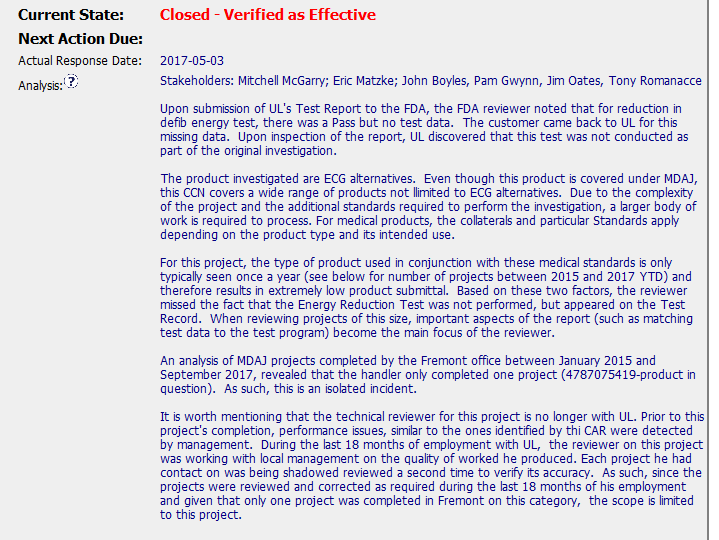 Current State: Closed - Verified as Effective
Next Action Due:
Actual Response Date: 2017-05-03
Analysis: ? Stakeholders: Mitchell McGarry; Eric Matzke; John Boyles, Pam Gwynn, Jim Oates, Tony Romanacce
Upon submission of UL's Test Report to the FDA, the FDA reviewer noted that for reduction in
defib energy test, there was a Pass but no test data. The customer came back to UL for this
missing data. Upon inspection of the report, UL discovered that this test was not conducted as
part of the original investigation.
The product investigated are ECG alternatives. Even though this product is covered under MDAJ,
this CCN covers a wide range of products not llimited to ECG alternatives. Due to the complexity
of the project and the additional standards required to perform the investigation, a larger body of
work is required to process. For medical products, the collaterals and particular Standards apply
depending on the product type and its intended use.
For this project, the type of product used in conjunction with these medical standards is only
typically seen once a year (see below for number of projects between 2015 and 2017 YTD) and
therefore results in extremely low product submittal. Based on these two factors, the reviewer
missed the fact that the Energy Reduction Test was not performed, but appeared on the Test
Record. When reviewing projects of this size, important aspects of the report (such as matching
test data to the test program) become the main focus of the reviewer.
An analysis of MDAJ projects completed by the Fremont office between January 2015 and
September 2017, revealed that the handler only completed one project (4787075419-product in
question). As such, this is an isolated incident.
It is worth mentioning that the technical reviewer for this project is no longer with UL. Prior to this
project's completion, performance issues, similar to the ones identified by thi CAR were detected
by management. During the last 18 months of employment with UL, the reviewer on this project
was working with local management on the quality of worked he produced. Each project he had
contact on was being shadowed reviewed a second time to verify its accuracy. As such, since the
projects were reviewed and corrected as required during the last 18 months of his employment
and given that only one project was completed in Fremont on this category, the scope is limited
to this project.